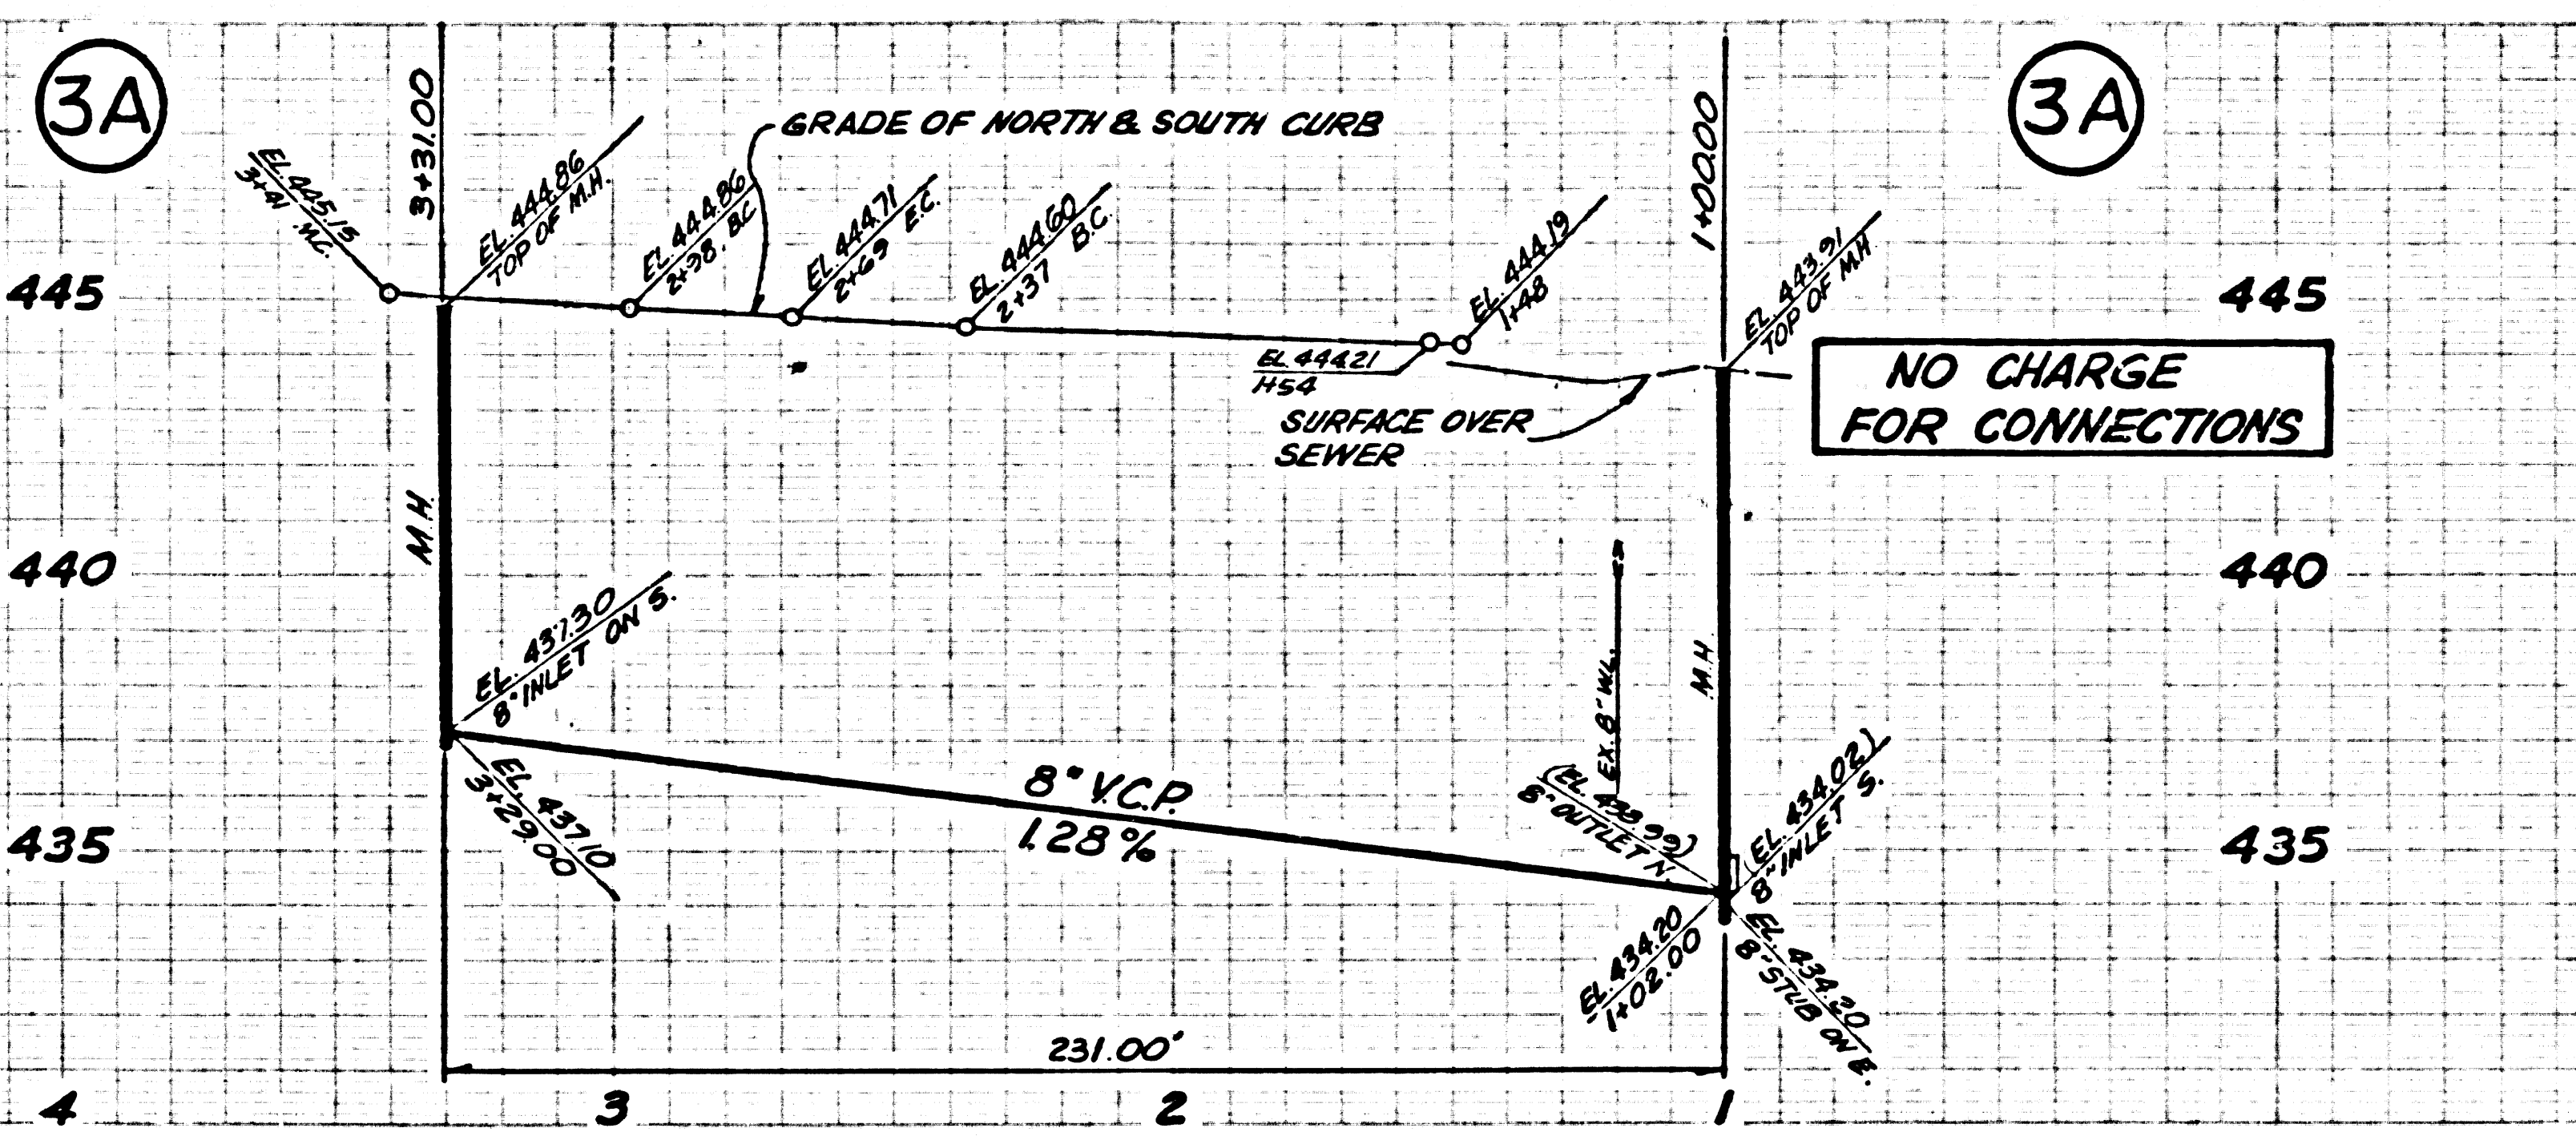 3A
3A
3+31.00
1+00.00
GRADE OF NORTH & SOUTH CURB
EL. 445.15
3+41
M.C.
EL. 444.86
TOP OF M.H.
EL. 444.86
2+98. B.C.
EL. 444.71
2+69 E.C.
EL. 444.60
2+37 B.C.
EL. 444.19
1+48
EL. 443.91
TOP OF M.H.
445
445
EL. 444.21
1+54
SURFACE OVER
SEWER
NO CHARGE
FOR CONNECTIONS
M.H.
440
440
EL. 437.30
8" INLET ON S.
EX. 8" W.L.
M.H.
EL. 437.10
3+29.00
8" V.C.P.
1.28%
(EL. 433.99)
8" OUTLET N.
(EL. 434.02)
8" INLET S.
435
435
EL. 434.20
1+02.00
EL. 434.20
8" STUB ON E.
231.00'
4
3
2
1